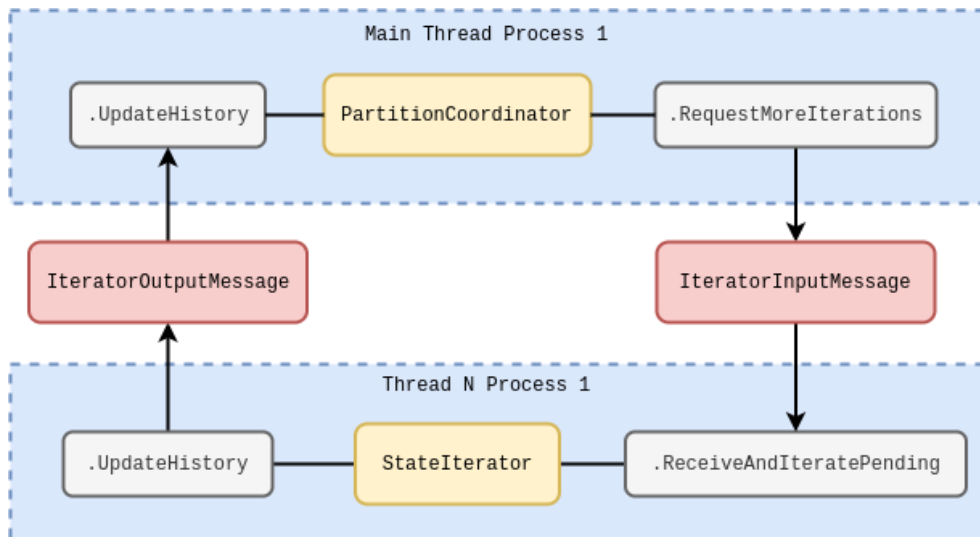 Main Thread Process 1
.UpdateHistory
PartitionCoordinator
.RequestMoreIterations
IteratorOutputMessage
IteratorInputMessage
Thread N Process 1
.UpdateHistory
StateIterator
.ReceiveAndIteratePending